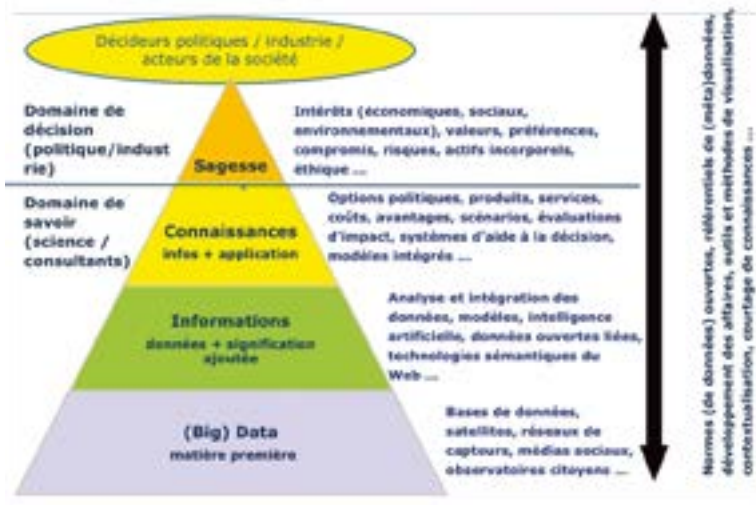 Décideurs politiques / industrie /
acteurs de la société
Domaine de
décision
(politique/indust
rie)
Sagesse
Intérêts (économiques, sociaux,
environnementaux), valeurs, préférences,
compromis, risques, actifs incorporels,
éthique ...
Domaine de
savoir
(science /
consultants)
Connaissances
infos + application
Options politiques, produits, services,
coûts, avantages, scénarios, évaluations
d'impact, systèmes d'aide à la décision,
modèles intégrés ...
Informations
données + signification
ajoutée
Analyse et intégration des
données, modèles, intelligence
artificielle, données ouvertes liées,
technologies sémantiques du
Web ...
(Big) Data
matière première
Bases de données,
satellites, réseaux de
capteurs, médias sociaux,
observatoires citoyens ...
Normes (de données) ouvertes, référentiels de (méta)données,
développement des affaires, outils et méthodes de visualisation,
contextualisation, courtage de connaissances ...